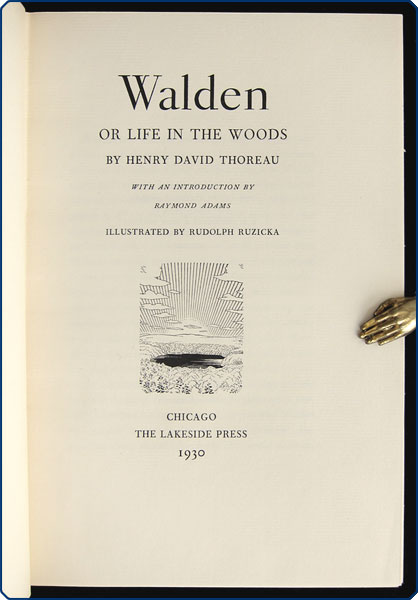 Walden
OR LIFE IN THE WOODS
BY HENRY DAVID THOREAU
WITH AN INTRODUCTION BY
RAYMOND ADAMS
ILLUSTRATED BY RUDOLPH RUZICKA
CHICAGO
THE LAKESIDE PRESS
1930